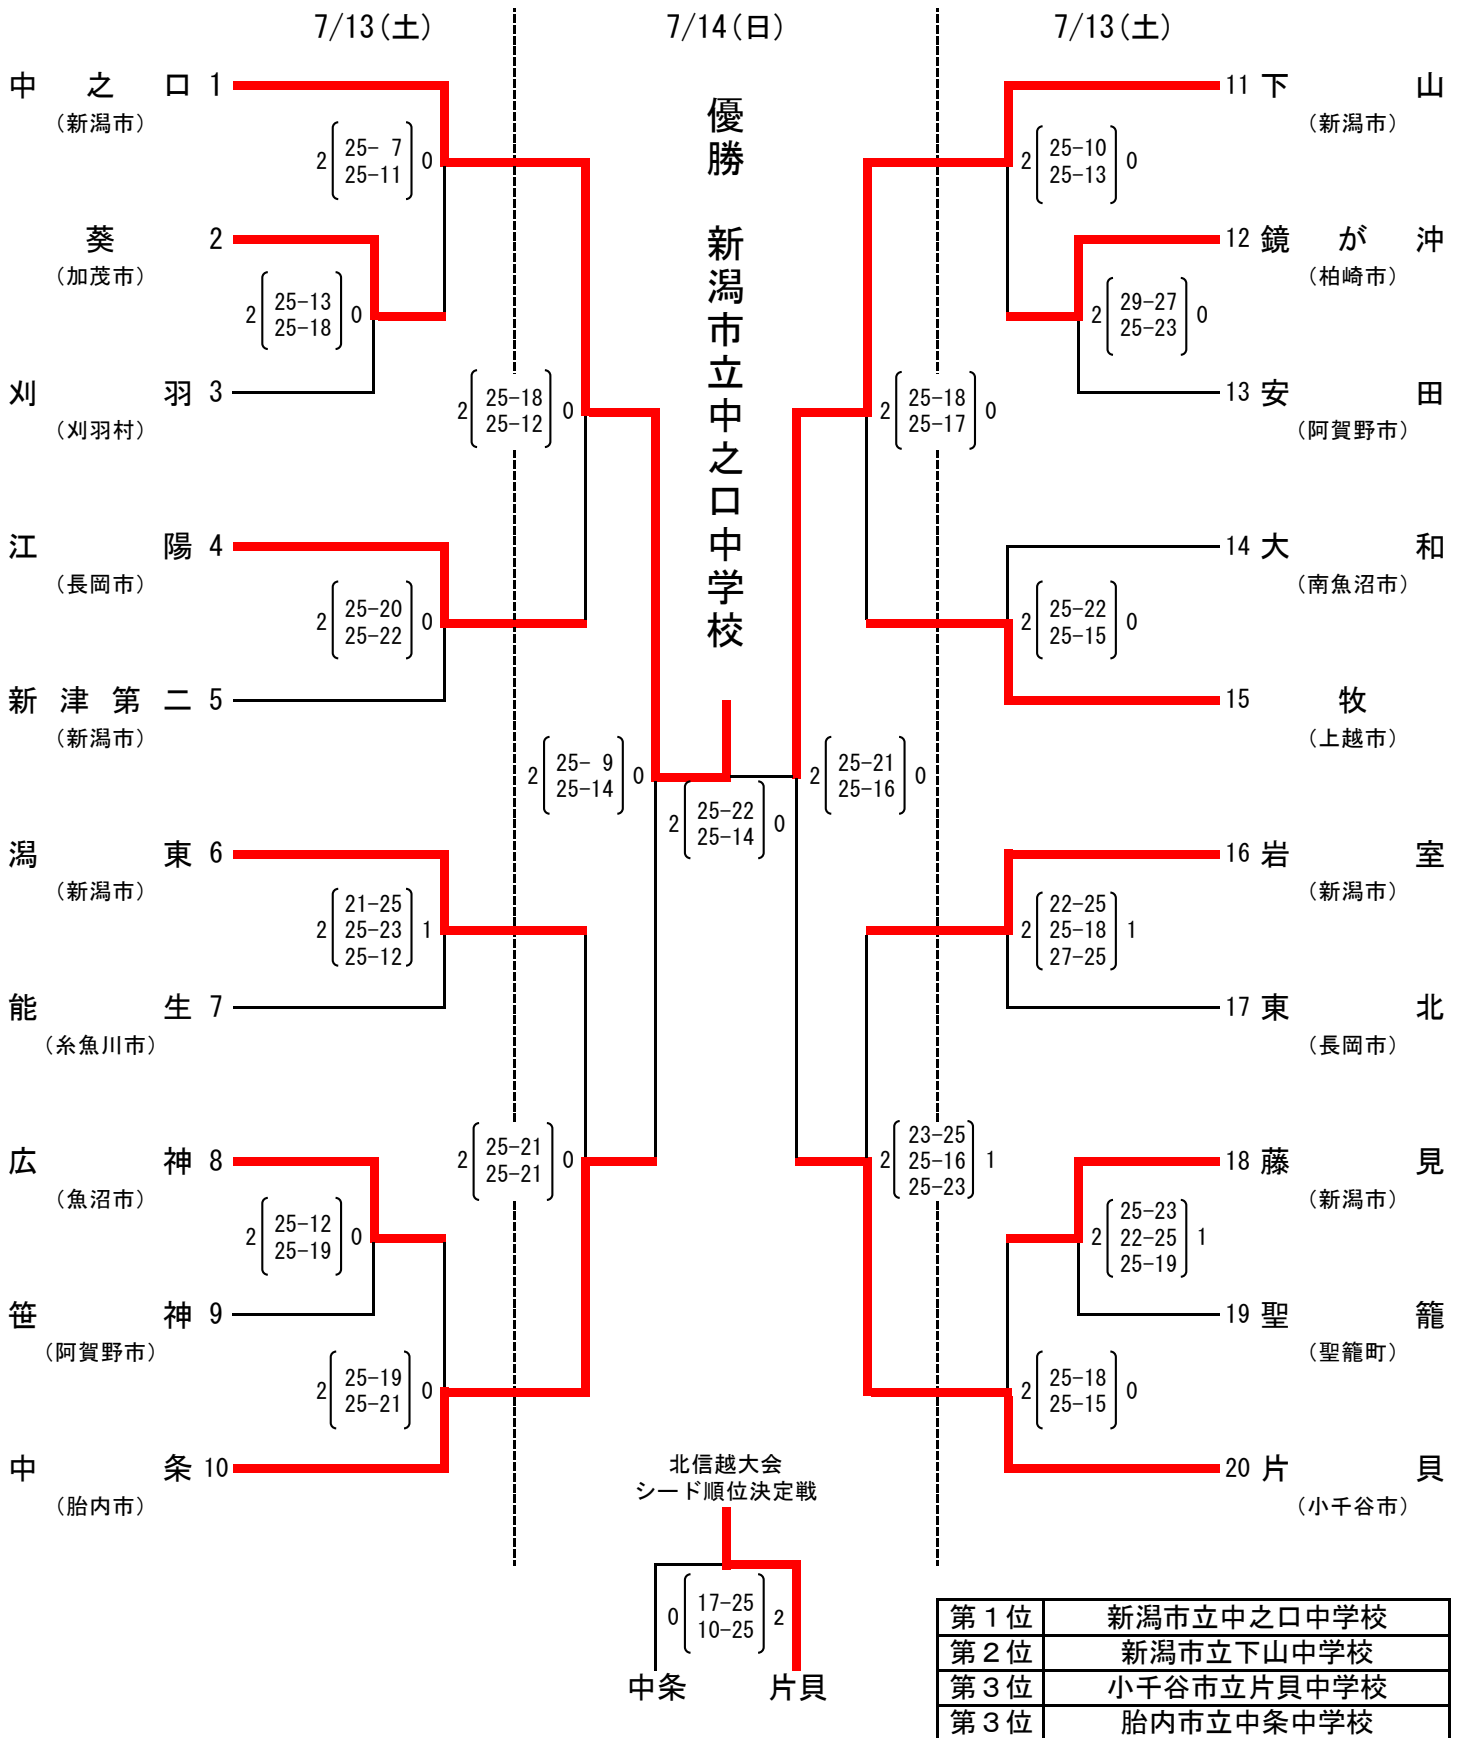 7/13(土)
7/14(日)
7/13(土)
優勝 新潟市立中之口中学校
中之口 1
(新潟市)
2 25- 7 0
25-11
葵 2
(加茂市)
2 25-13 0
25-18
刈羽 3
(刈羽村)
2 25-18 0
25-12
江陽 4
(長岡市)
2 25-20 0
25-22
新津第二 5
(新潟市)
2 25- 9 0
25-14
潟東 6
(新潟市)
21-25
2 25-23 1
25-12
能生 7
(糸魚川市)
2 25-21 0
25-21
広神 8
(魚沼市)
2 25-12 0
25-19
笹神 9
(阿賀野市)
2 25-19 0
25-21
中条 10
(胎内市)
2 25-22 0
25-14
11 下山
(新潟市)
2 25-10 0
25-13
12 鏡が沖
(柏崎市)
2 29-27 0
25-23
13 安田
(阿賀野市)
2 25-18 0
25-17
14 大和
(南魚沼市)
2 25-22 0
25-15
15 牧
(上越市)
2 25-21 0
25-16
16 岩室
(新潟市)
22-25
2 25-18 1
27-25
17 東北
(長岡市)
23-25
2 25-16 1
25-23
18 藤見
(新潟市)
25-23
2 22-25 1
25-19
19 聖籠
(聖籠町)
2 25-18 0
25-15
20 片貝
(小千谷市)
北信越大会
シード順位決定戦
0 17-25 2
10-25
中条 片貝
第1位 新潟市立中之口中学校
第2位 新潟市立下山中学校
第3位 小千谷市立片貝中学校
第3位 胎内市立中条中学校